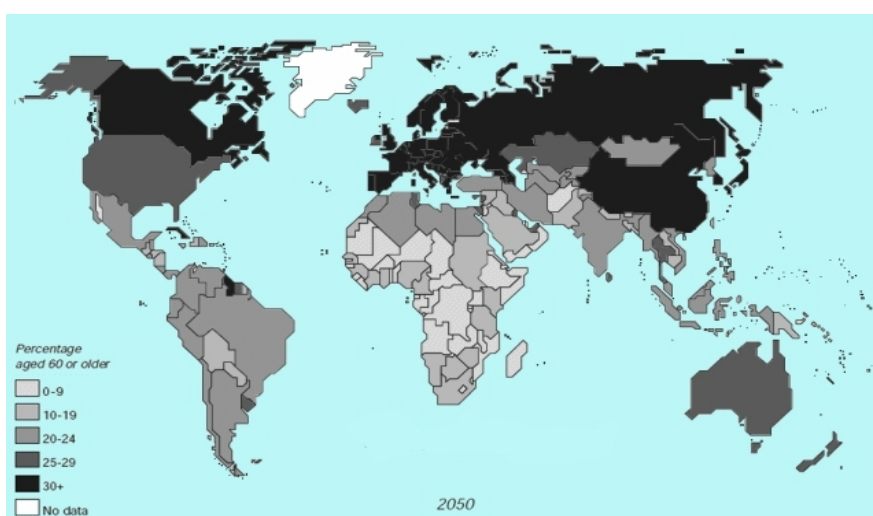 Percentage
aged 60 or older
0-9
10-19
20-24
25-29
30+
No data
2050